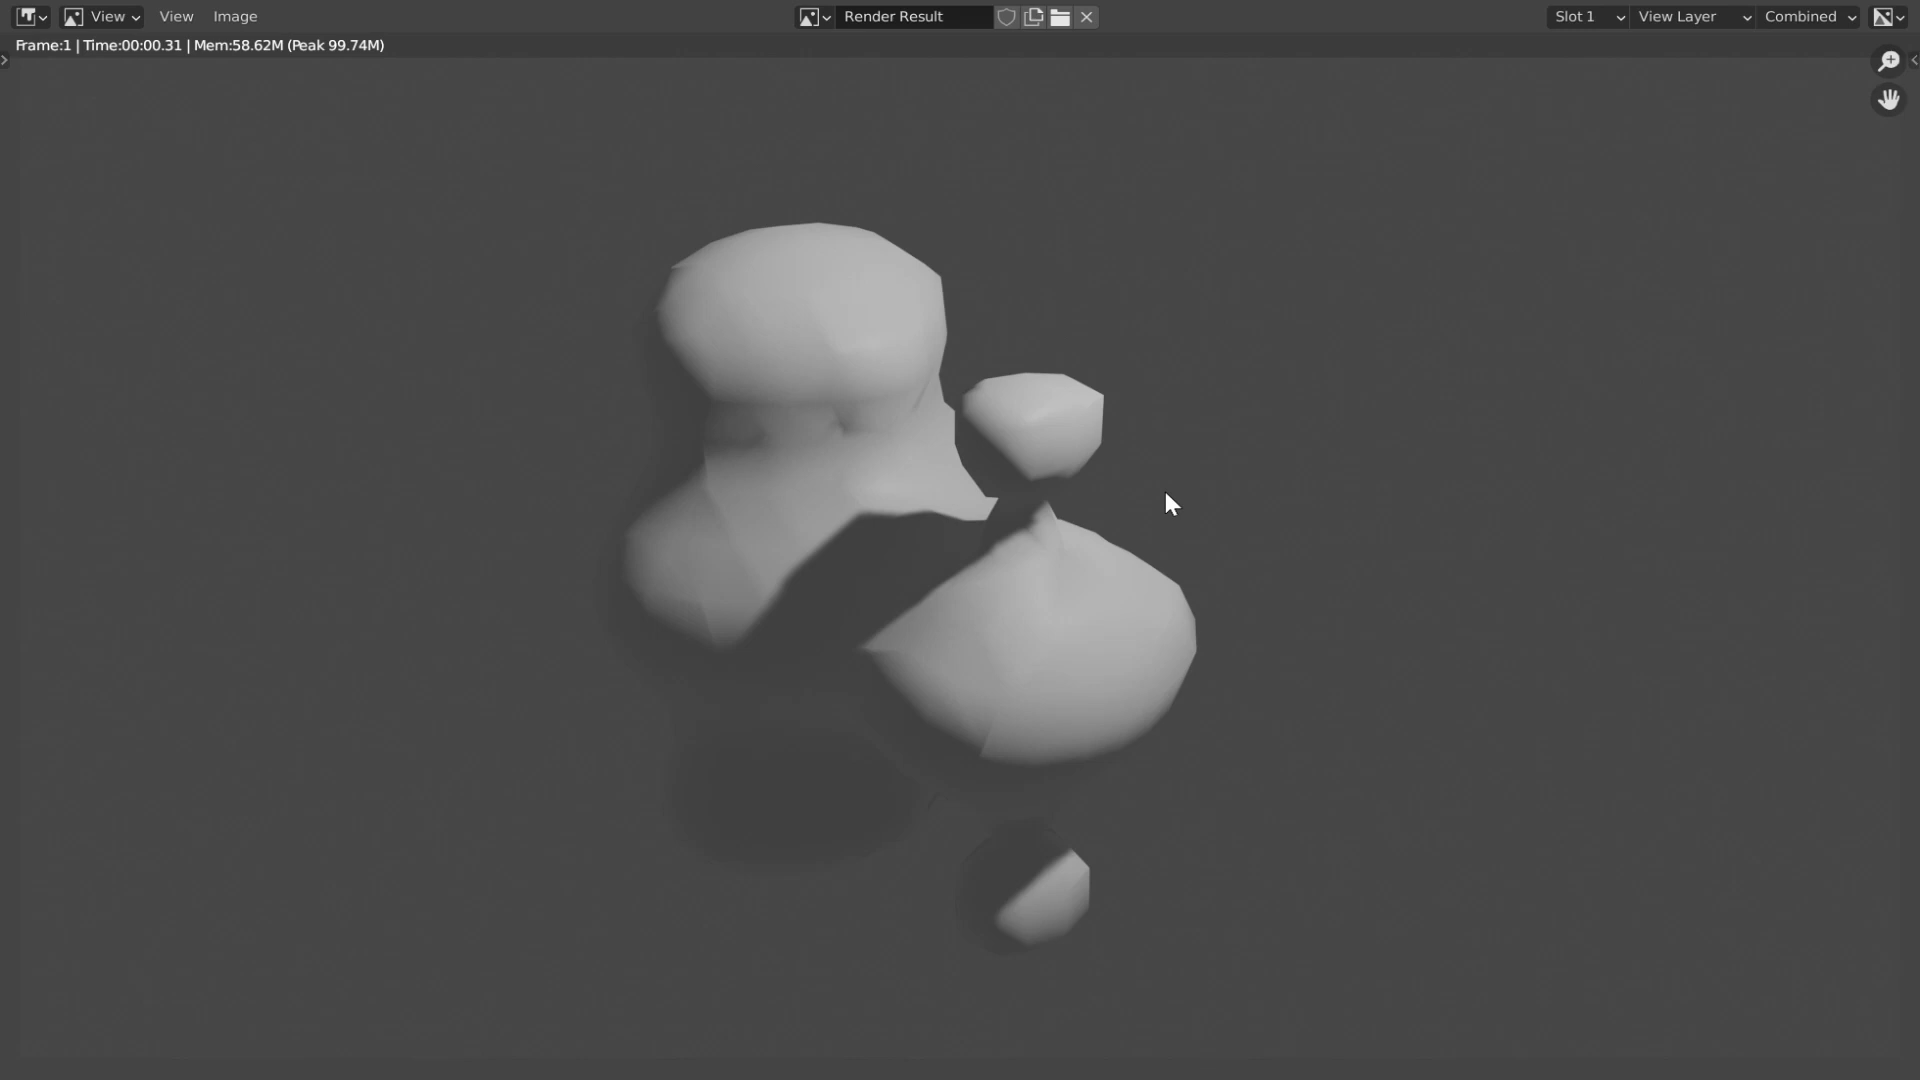 View View Image Render Result Slot 1 View Layer Combined
Frame:1 | Time:00:00.31 | Mem:58.62M (Peak 99.74M)